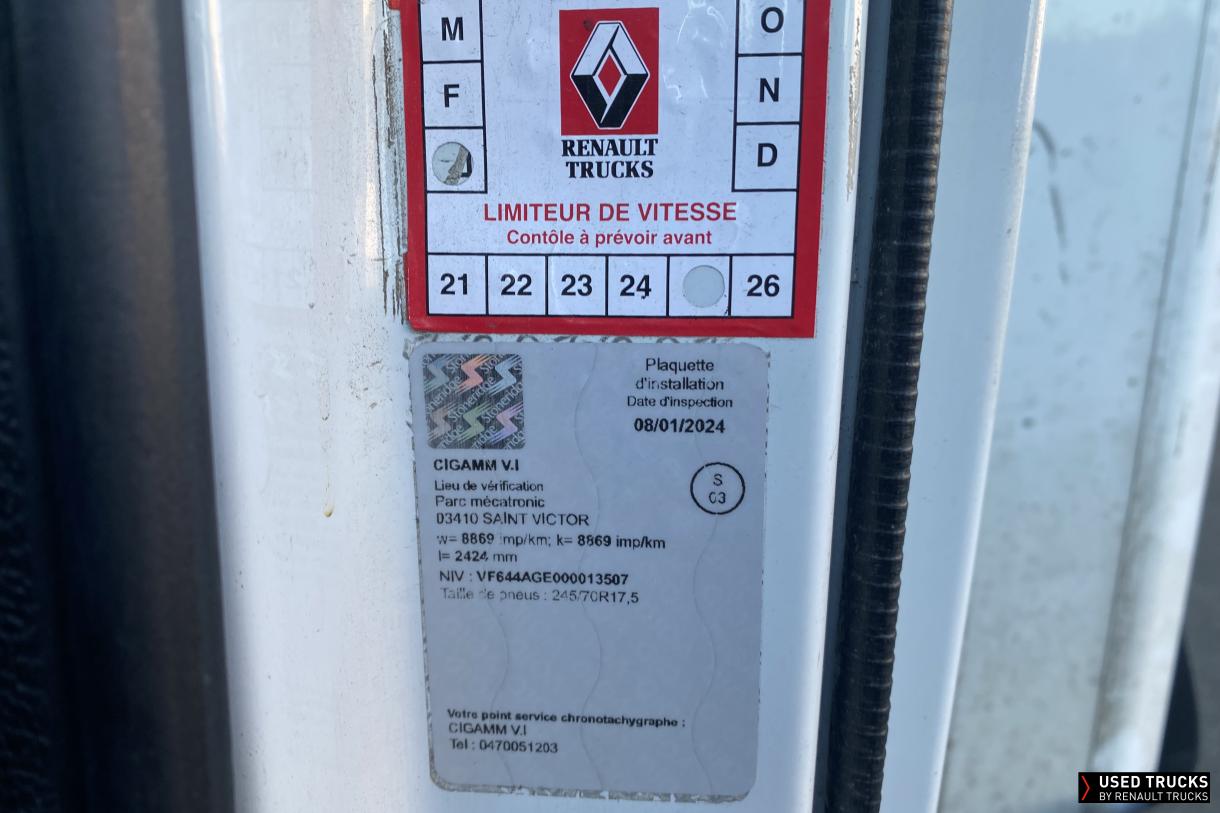 M
O
F
N
D
RENAULT
TRUCKS
LIMITEUR DE VITESSE
Contôle à prévoir avant
21 22 23 24 26
Plaquette
d'installation
Date d'inspection
08/01/2024
CIGAMM V.I
Lieu de vérification
Parc mécatronic
03410 SAINT VICTOR
S
03
w= 8869 imp/km; k= 8869 imp/km
l= 2424 mm
NIV : VF644AGE000013507
Taille de pneus : 245/70R17,5
Votre point service chronotachygraphe :
CIGAMM V.I
Tel : 0470051203
Stoneridge
USED TRUCKS
BY RENAULT TRUCKS